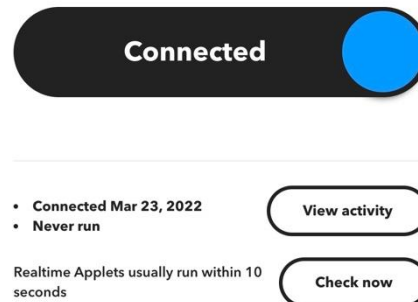 Connected
Connected Mar 23, 2022
Never run
View activity
Realtime Applets usually run within 10
seconds
Check now